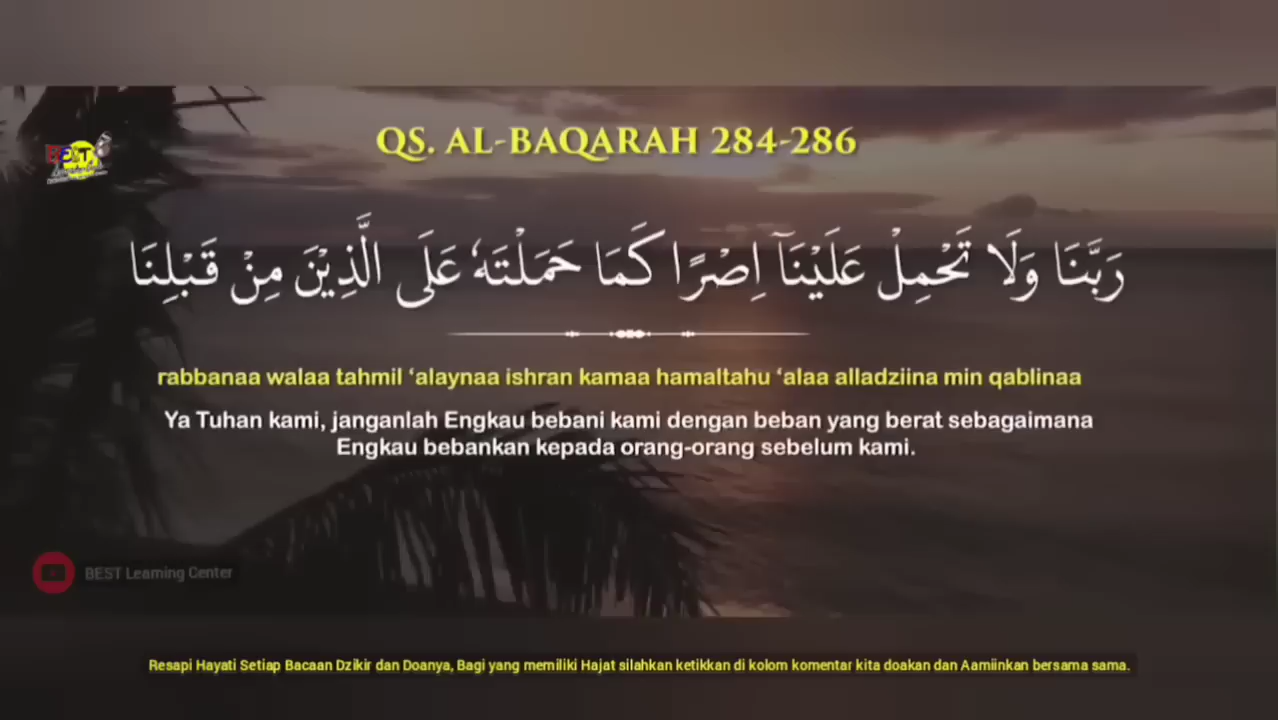 QS. AL-BAQARAH 284-286
رَبَّنَا وَلَا تَحْمِلْ عَلَيْنَآ اِصْرًا كَمَا حَمَلْتَهٗ عَلَى الَّذِيْنَ مِنْ قَبْلِنَا
rabbanaa walaa tahmil ‘alaynaa ishran kamaa hamaltahu ‘alaa alladziina min qablinaa
Ya Tuhan kami, janganlah Engkau bebani kami dengan beban yang berat sebagaimana
Engkau bebankan kepada orang-orang sebelum kami.
BEST Learning Center
Resapi Hayati Setiap Bacaan Dzikir dan Doanya, Bagi yang memiliki Hajat silahkan ketikkan di kolom komentar kita doakan dan Aamiinkan bersama sama.